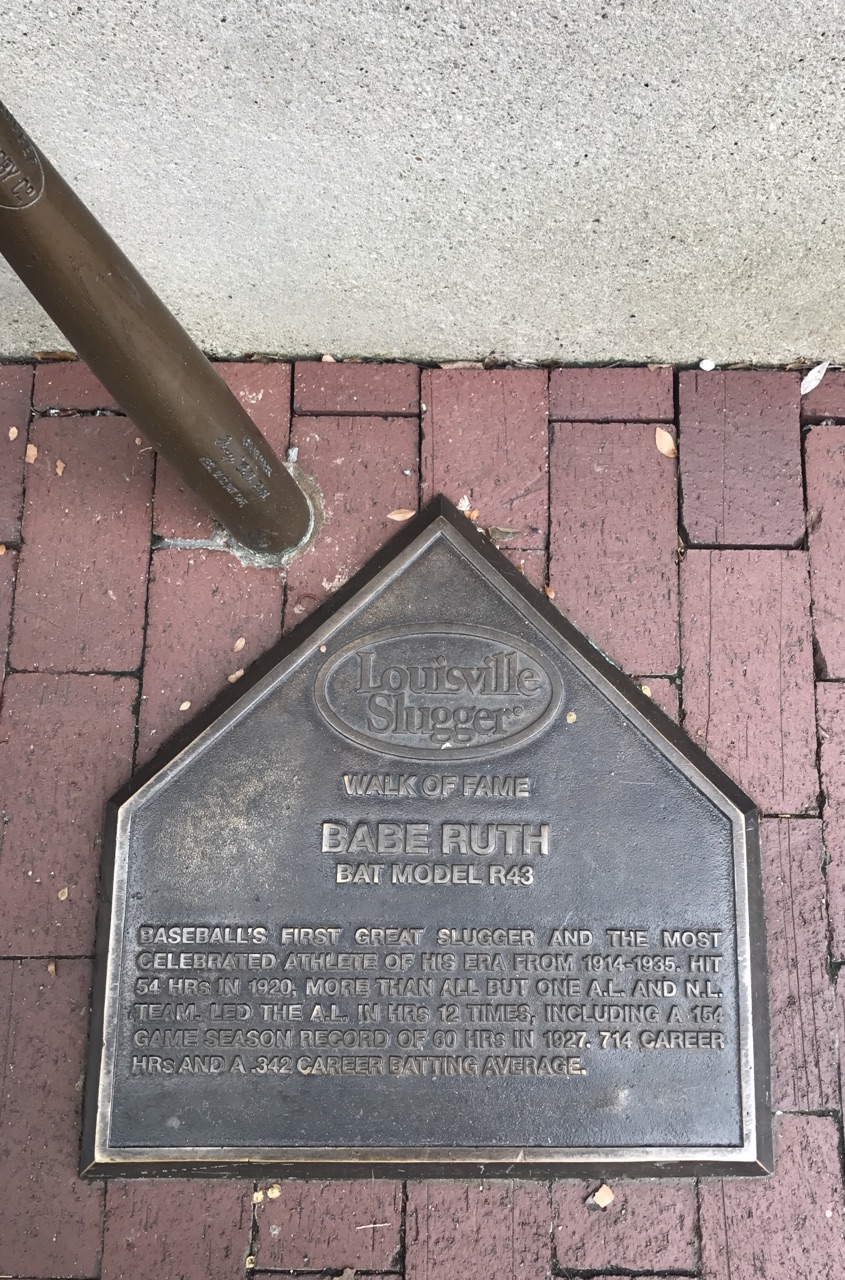 BY CO
Louisville
Slugger
WALK OF FAME
BABE RUTH
BAT MODEL R43
BASEBALL'S FIRST GREAT SLUGGER AND THE MOST
CELEBRATED ATHLETE OF HIS ERA FROM 1914-1935. HIT
54 HRs IN 1920, MORE THAN ALL BUT ONE A.L. AND N.L.
TEAM. LED THE A.L. IN HRs 12 TIMES, INCLUDING A 154
GAME SEASON RECORD OF 60 HRs IN 1927. 714 CAREER
HRs AND A .342 CAREER BATTING AVERAGE.